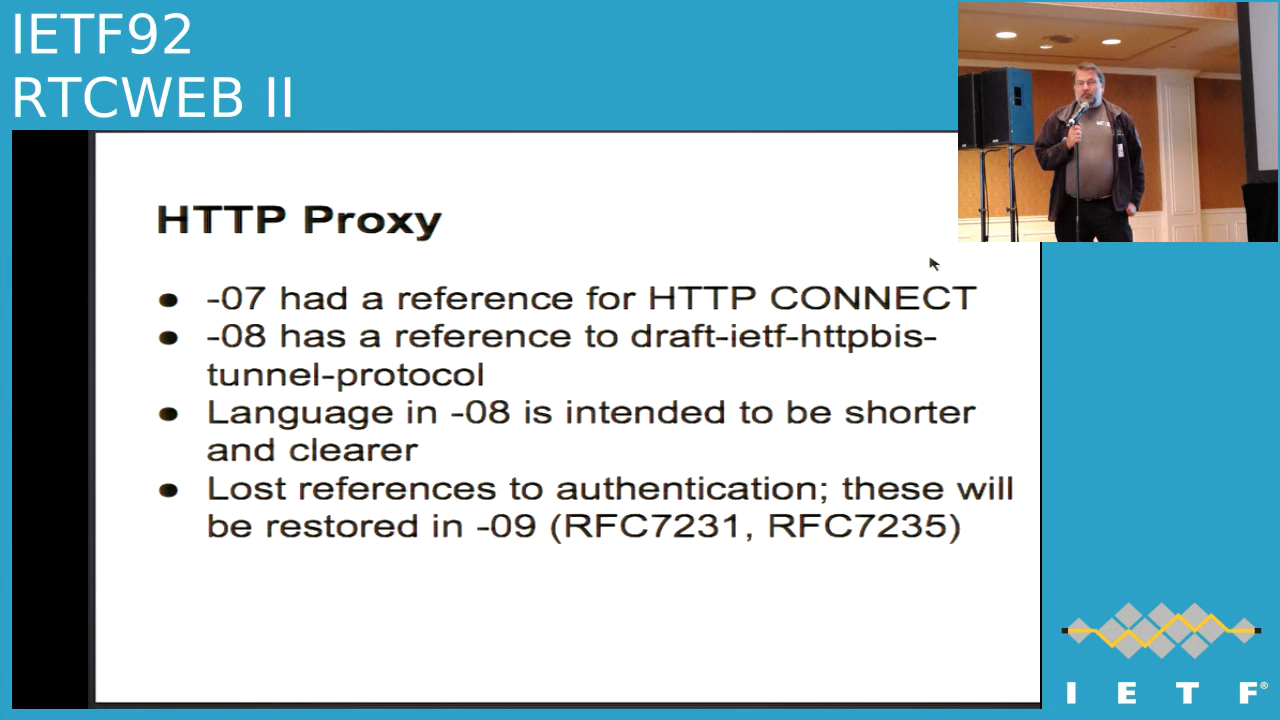 IETF92
RTCWEB II
HTTP Proxy
● -07 had a reference for HTTP CONNECT
● -08 has a reference to draft-ietf-httpbis-
tunnel-protocol
● Language in -08 is intended to be shorter
and clearer
● Lost references to authentication; these will
be restored in -09 (RFC7231, RFC7235)
I E T F®